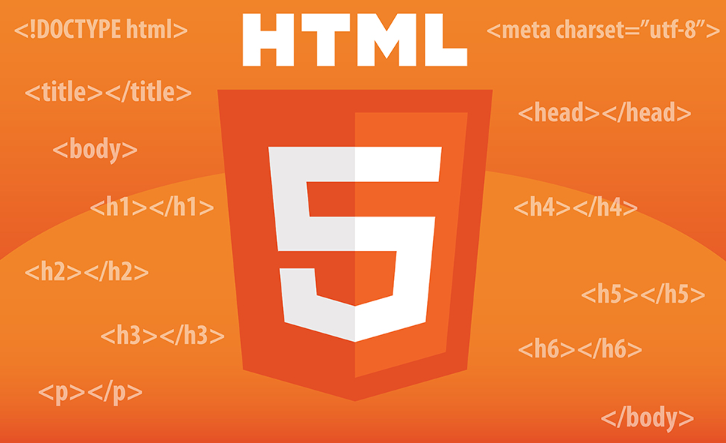 HTML
5
<!DOCTYPE html>
<meta charset=”utf-8”>
<title></title>
<head></head>
<body>
<h1></h1>
<h4></h4>
<h2></h2>
<h5></h5>
<h3></h3>
<h6></h6>
<p></p>
</body>